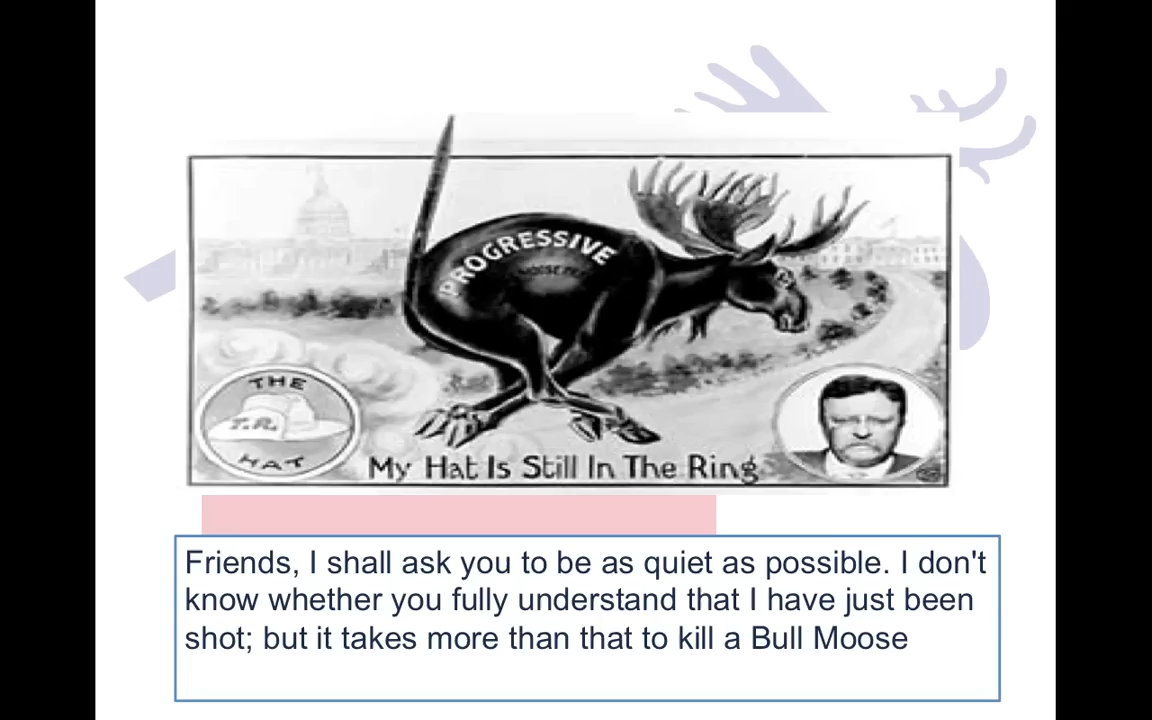 PROGRESSIVE
MOOSE
THE
T.R.
HAT
My Hat Is Still In The Ring
Friends, I shall ask you to be as quiet as possible. I don't
know whether you fully understand that I have just been
shot; but it takes more than that to kill a Bull Moose